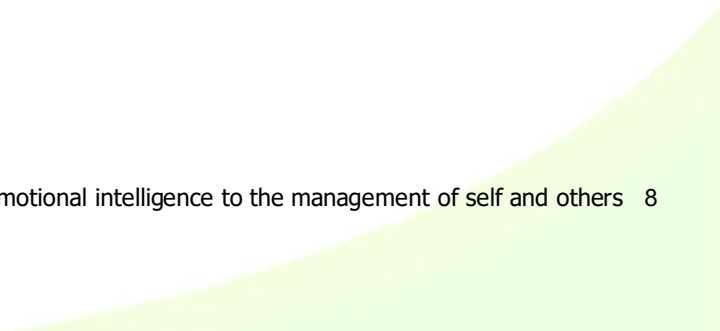 motional intelligence to the management of self and others 8